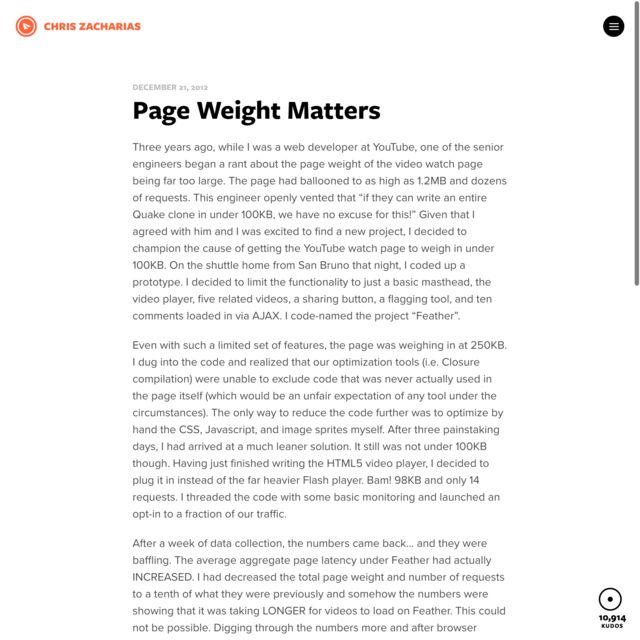 CHRIS ZACHARIAS
DECEMBER 21, 2012
Page Weight Matters
Three years ago, while I was a web developer at YouTube, one of the senior
engineers began a rant about the page weight of the video watch page
being far too large. The page had ballooned to as high as 1.2MB and dozens
of requests. This engineer openly vented that “if they can write an entire
Quake clone in under 100KB, we have no excuse for this!” Given that I
agreed with him and I was excited to find a new project, I decided to
champion the cause of getting the YouTube watch page to weigh in under
100KB. On the shuttle home from San Bruno that night, I coded up a
prototype. I decided to limit the functionality to just a basic masthead, the
video player, five related videos, a sharing button, a flagging tool, and ten
comments loaded in via AJAX. I code-named the project “Feather”.
Even with such a limited set of features, the page was weighing in at 250KB.
I dug into the code and realized that our optimization tools (i.e. Closure
compilation) were unable to exclude code that was never actually used in
the page itself (which would be an unfair expectation of any tool under the
circumstances). The only way to reduce the code further was to optimize by
hand the CSS, Javascript, and image sprites myself. After three painstaking
days, I had arrived at a much leaner solution. It still was not under 100KB
though. Having just finished writing the HTML5 video player, I decided to
plug it in instead of the far heavier Flash player. Bam! 98KB and only 14
requests. I threaded the code with some basic monitoring and launched an
opt-in to a fraction of our traffic.
After a week of data collection, the numbers came back… and they were
baffling. The average aggregate page latency under Feather had actually
INCREASED. I had decreased the total page weight and number of requests
to a tenth of what they were previously and somehow the numbers were
showing that it was taking LONGER for videos to load on Feather. This could
not be possible. Digging through the numbers more and after browser
10,914
KUDOS